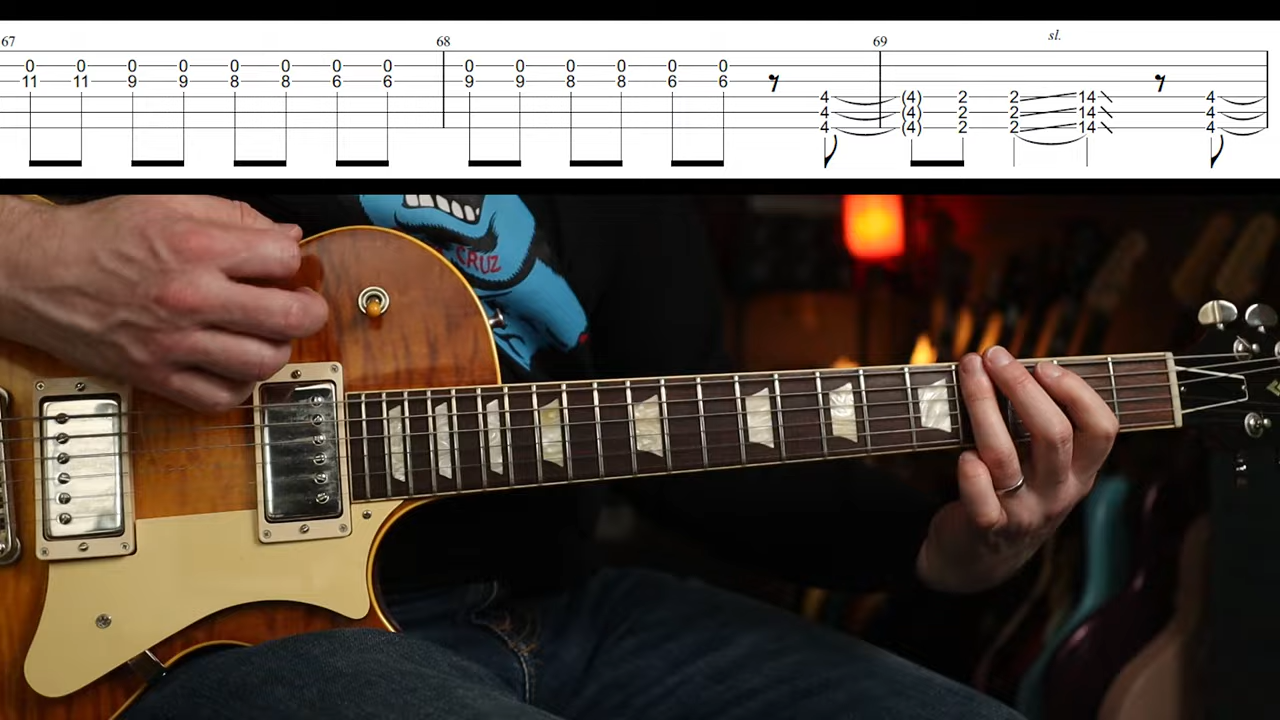 67 68 69 sl.
0 0 0 0 0 0 0 0 0 0 0 0 0 0
11 11 9 9 8 8 6 6 9 9 8 8 6 6
4 (4) 2 2 14 4
4 (4) 2 2 14 4
4 (4) 2 2 14 4
CRUZ